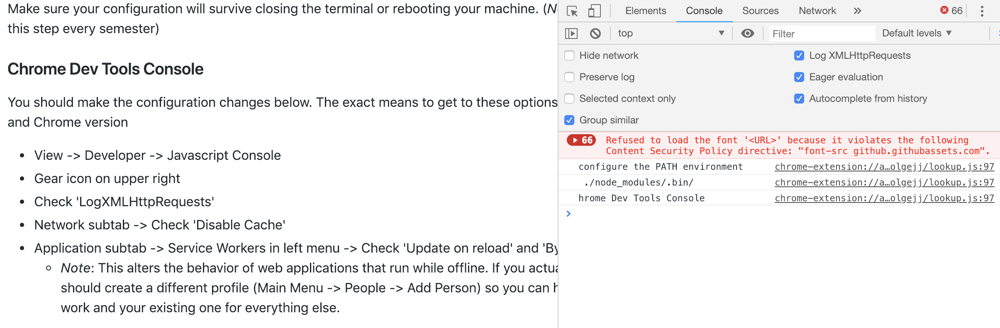 Make sure your configuration will survive closing the terminal or rebooting your machine. (N
this step every semester)
Chrome Dev Tools Console
You should make the configuration changes below. The exact means to get to these options
and Chrome version
• View -> Developer -> Javascript Console
• Gear icon on upper right
• Check 'LogXMLHttpRequests'
• Network subtab -> Check 'Disable Cache'
• Application subtab -> Service Workers in left menu -> Check 'Update on reload' and 'By
◦ Note: This alters the behavior of web applications that run while offline. If you actua
should create a different profile (Main Menu -> People -> Add Person) so you can h
work and your existing one for everything else.
Elements Console Sources Network » 66
top Filter Default levels
Hide network Log XMLHttpRequests
Preserve log Eager evaluation
Selected context only Autocomplete from history
Group similar
66 Refused to load the font '<URL>' because it violates the following
Content Security Policy directive: "font-src github.githubassets.com".
configure the PATH environment chrome-extension://a…olgejj/lookup.js:97
./node_modules/.bin/ chrome-extension://a…olgejj/lookup.js:97
hrome Dev Tools Console chrome-extension://a…olgejj/lookup.js:97
>